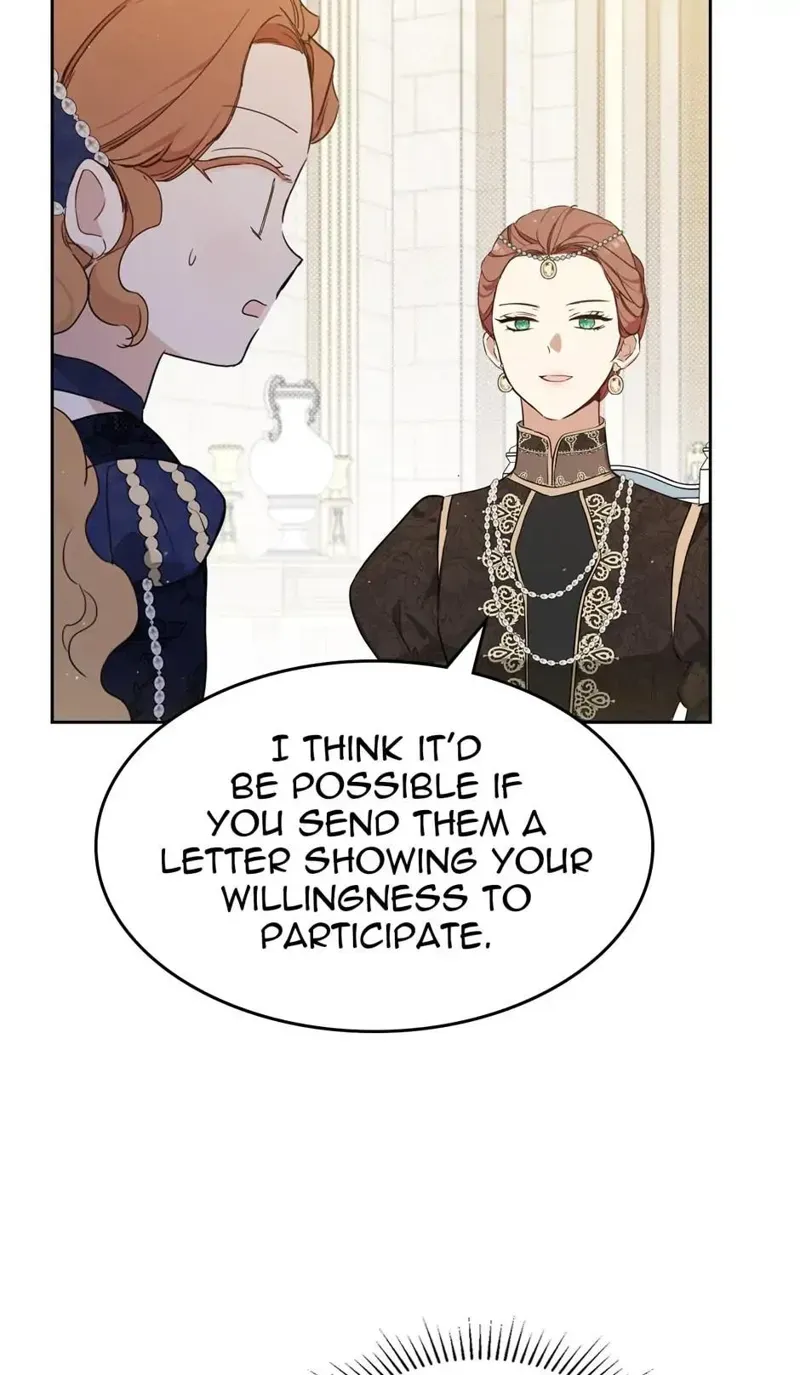 I THINK IT'D
BE POSSIBLE IF
YOU SEND THEM A
LETTER SHOWING YOUR
WILLINGNESS TO
PARTICIPATE.